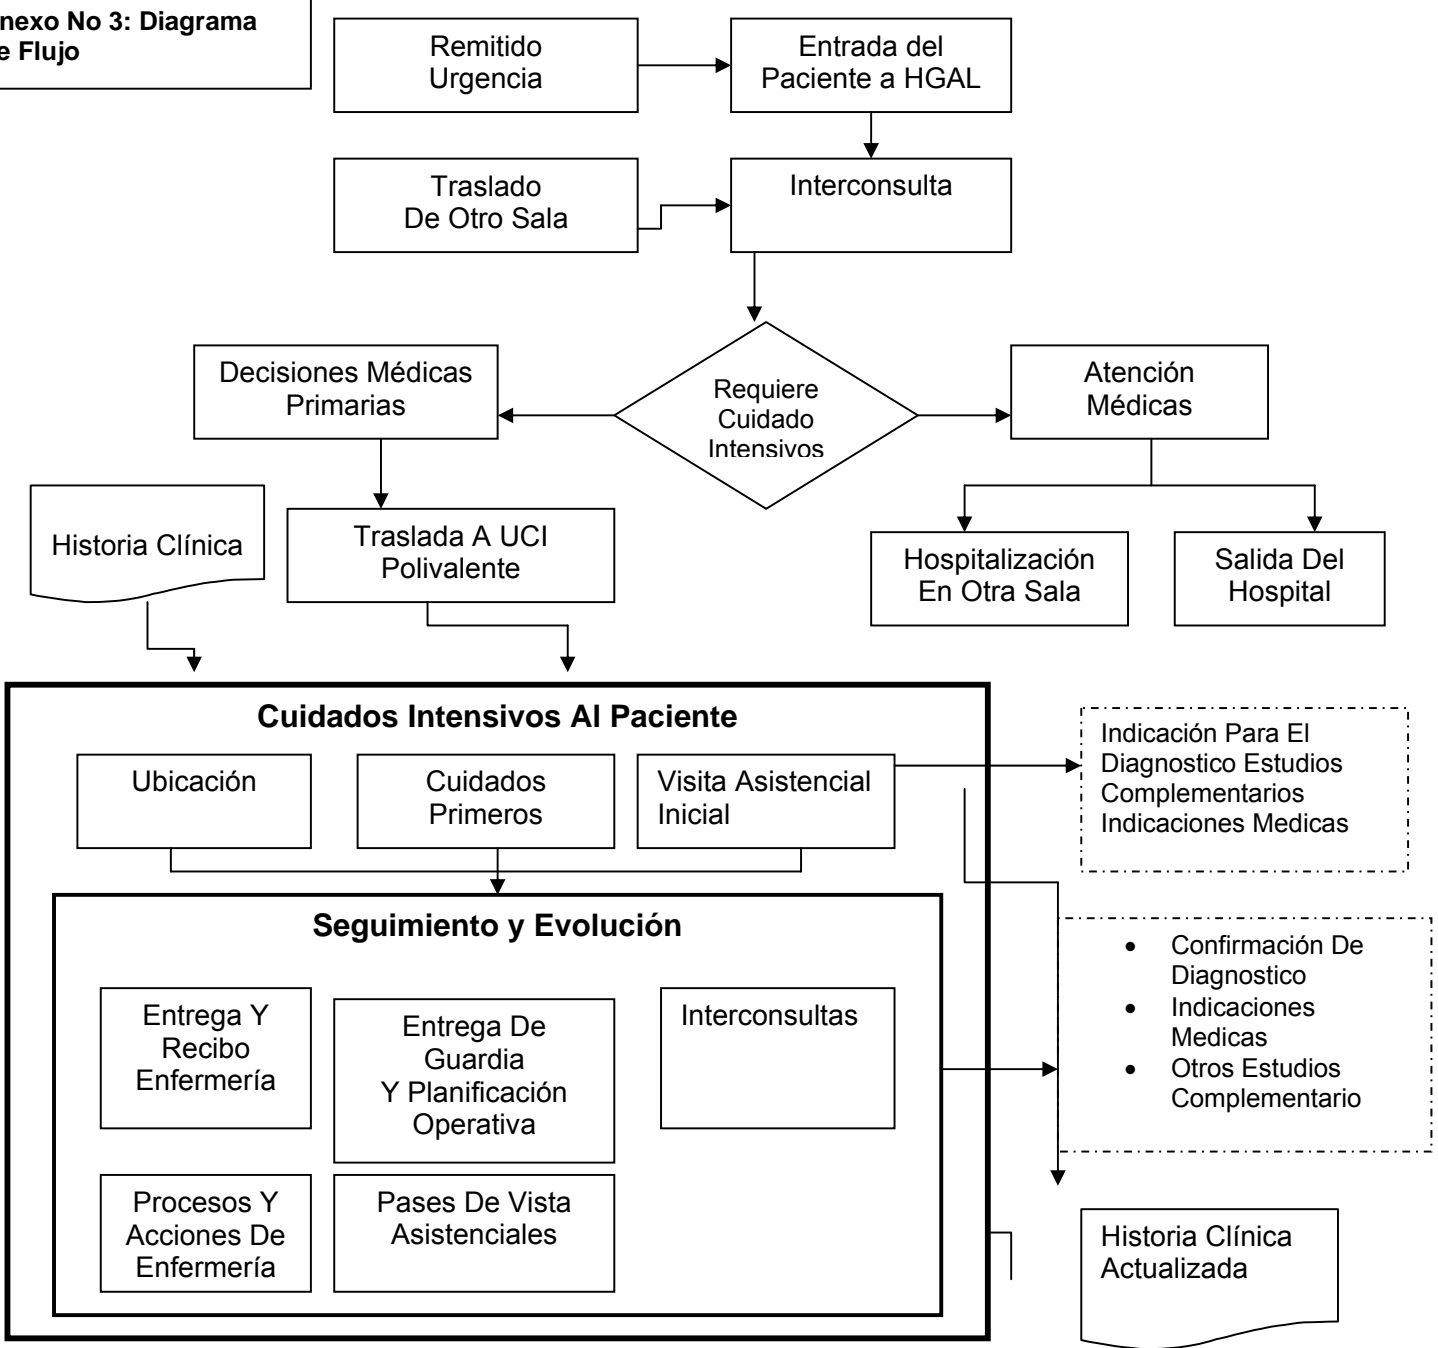 nexo No 3: Diagrama
e Flujo
Remitido
Urgencia
Entrada del
Paciente a HGAL
Traslado
De Otro Sala
Interconsulta
Decisiones Médicas
Primarias
Requiere
Cuidado
Intensivos
Atención
Médicas
Historia Clínica
Traslada A UCI
Polivalente
Hospitalización
En Otra Sala
Salida Del
Hospital
Cuidados Intensivos Al Paciente
Ubicación
Cuidados
Primeros
Visita Asistencial
Inicial
Indicación Para El
Diagnostico Estudios
Complementarios
Indicaciones Medicas
Seguimiento y Evolución
• Confirmación De
Diagnostico
• Indicaciones
Medicas
• Otros Estudios
Complementario
Entrega Y
Recibo
Enfermería
Entrega De
Guardia
Y Planificación
Operativa
Interconsultas
Procesos Y
Acciones De
Enfermería
Pases De Vista
Asistenciales
Historia Clínica
Actualizada